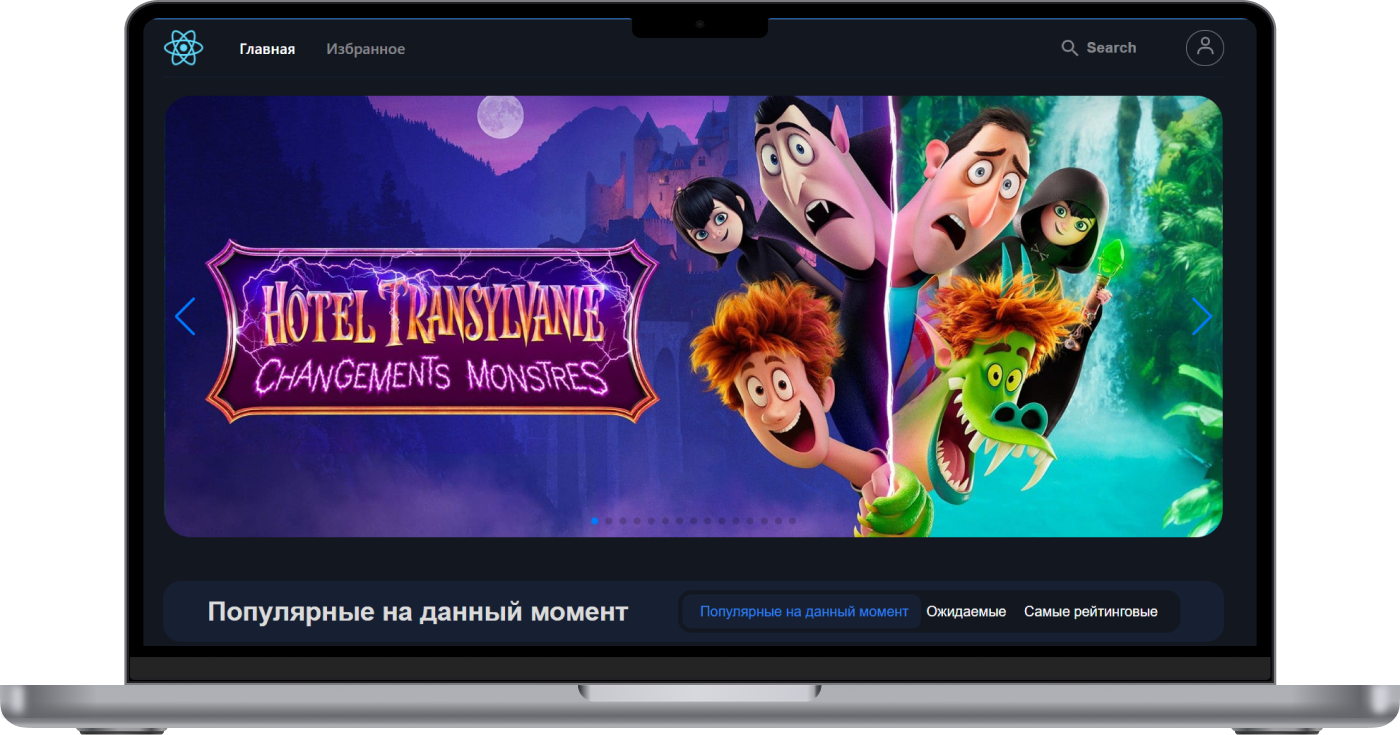 Главная
Избранное
Search
HÔTEL TRANSYLVANIE
CHANGEMENTS MONSTRES
Популярные на данный момент
Популярные на данный момент
Ожидаемые
Самые рейтинговые